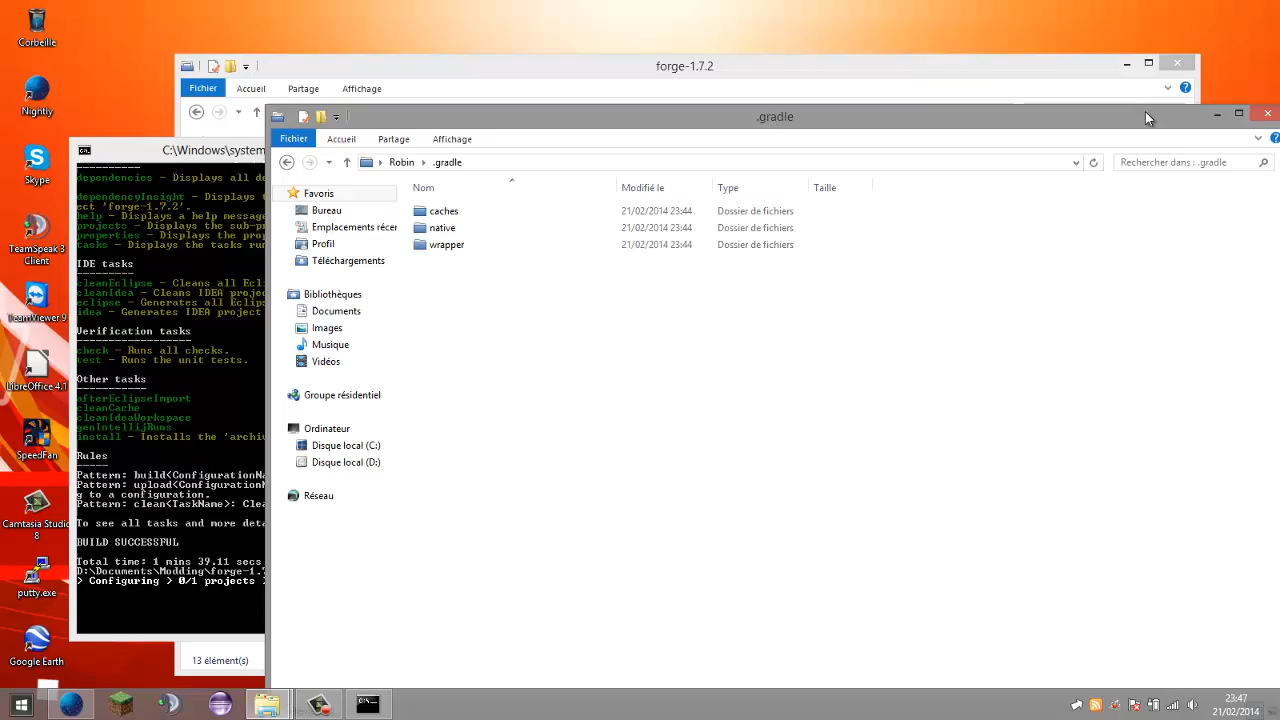 Corbeille
Nightly
Skype
TeamSpeak 3
Client
TeamViewer 9
LibreOffice 4.1
SpeedFan
Camtasia Studio
8
putty.exe
Google Earth
forge-1.7.2
Fichier Accueil Partage Affichage
C:\Windows\system
dependencies - Displays all de
dependencyInsight - Displays t
ect 'forge-1.7.2'.
help - Displays a help message
projects - Displays the sub-p
properties - Displays the prop
tasks - Displays the tasks run
IDE tasks
cleanEclipse - Cleans all Ecli
cleanIdea - Cleans IDEA proje
eclipse - Generates all Eclips
idea - Generates IDEA project
Verification tasks
check - Runs all checks.
test - Runs the unit tests.
Other tasks
afterEclipseImport
cleanCache
cleanIdeaWorkspace
genIntellijRuns
install - Installs the 'archiv
Rules
Pattern: build<ConfigurationNa
Pattern: upload<Configuration
g to a configuration.
Pattern: clean<TaskName>: Clea
To see all tasks and more deta
BUILD SUCCESSFUL
Total time: 1 mins 39.11 secs
D:\Documents\Modding\forge-1.7
> Configuring > 0/1 projects
13 élément(s)
.gradle
Fichier Accueil Partage Affichage
Robin .gradle
Rechercher dans : .gradle
Nom Modifié le Type Taille
caches 21/02/2014 23:44 Dossier de fichiers
native 21/02/2014 23:44 Dossier de fichiers
wrapper 21/02/2014 23:44 Dossier de fichiers
Favoris
Bureau
Emplacements récen
Profil
Téléchargements
Bibliothèques
Documents
Images
Musique
Vidéos
Groupe résidentiel
Ordinateur
Disque local (C:)
Disque local (D:)
Réseau
23:47
21/02/2014